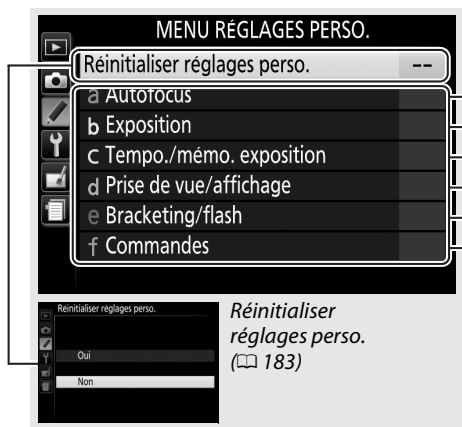 MENU RÉGLAGES PERSO.
Réinitialiser réglages perso. --
a Autofocus
b Exposition
c Tempo./mémo. exposition
d Prise de vue/affichage
e Bracketing/flash
f Commandes
Réinitialiser réglages perso.
Oui
Non
Réinitialiser
réglages perso.
(📖 183)